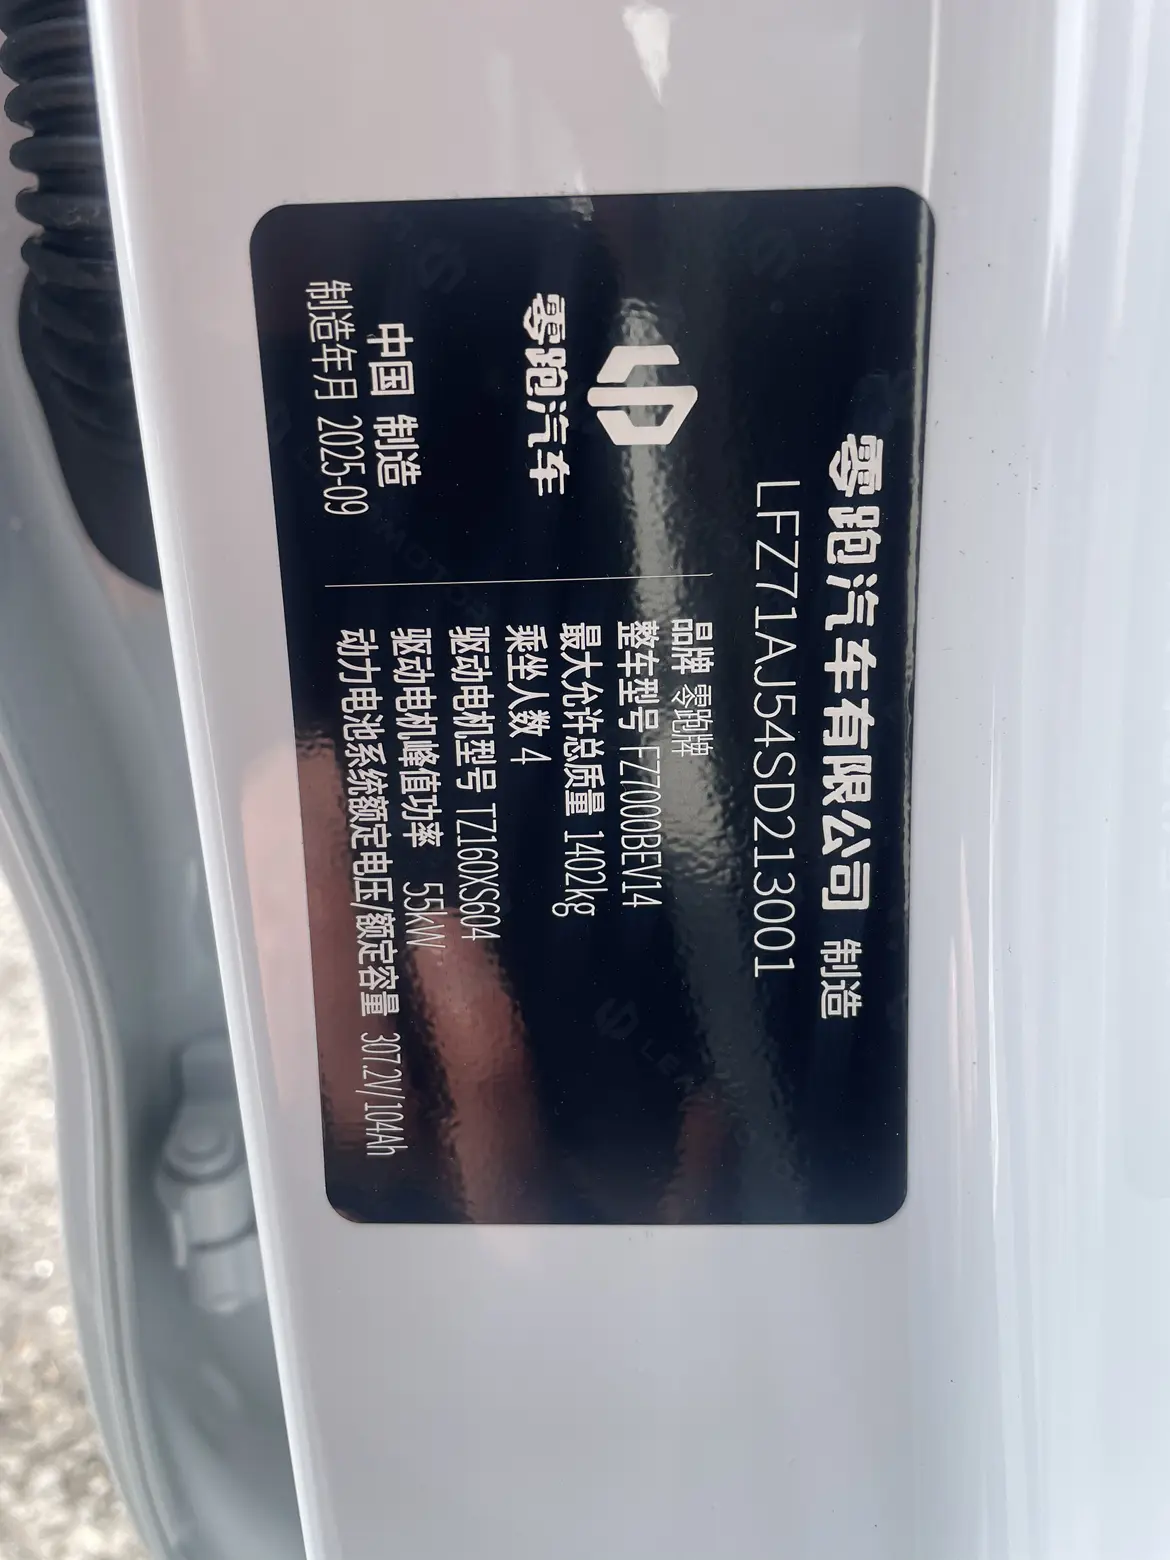 零跑汽车有限公司 制造
LFZ71AJ54SD213001
零跑汽车
中国 制造
制造年月 2025-09
品牌 零跑牌
整车型号 FZ7000BEV14
最大允许总质量 1402kg
乘坐人数 4
驱动电机型号 TZ160XS604
驱动电机峰值功率 55kW
动力电池系统额定电压/额定容量 307.2V/104Ah